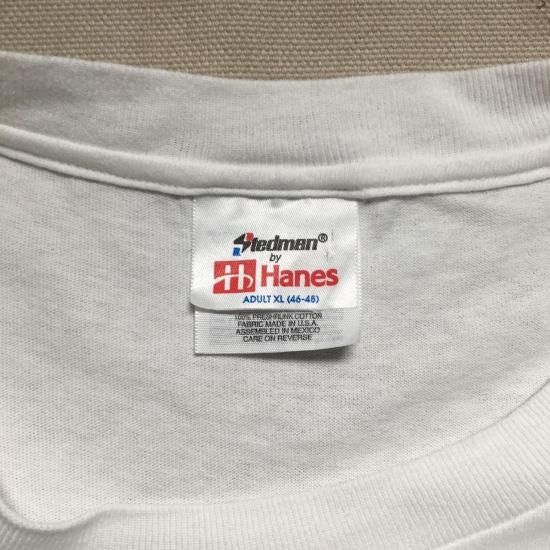 Stedman®
by
H Hanes
ADULT XL (46-48)
100% PRESHRUNK COTTON
FABRIC MADE IN U.S.A.
ASSEMBLED IN MEXICO
CARE ON REVERSE